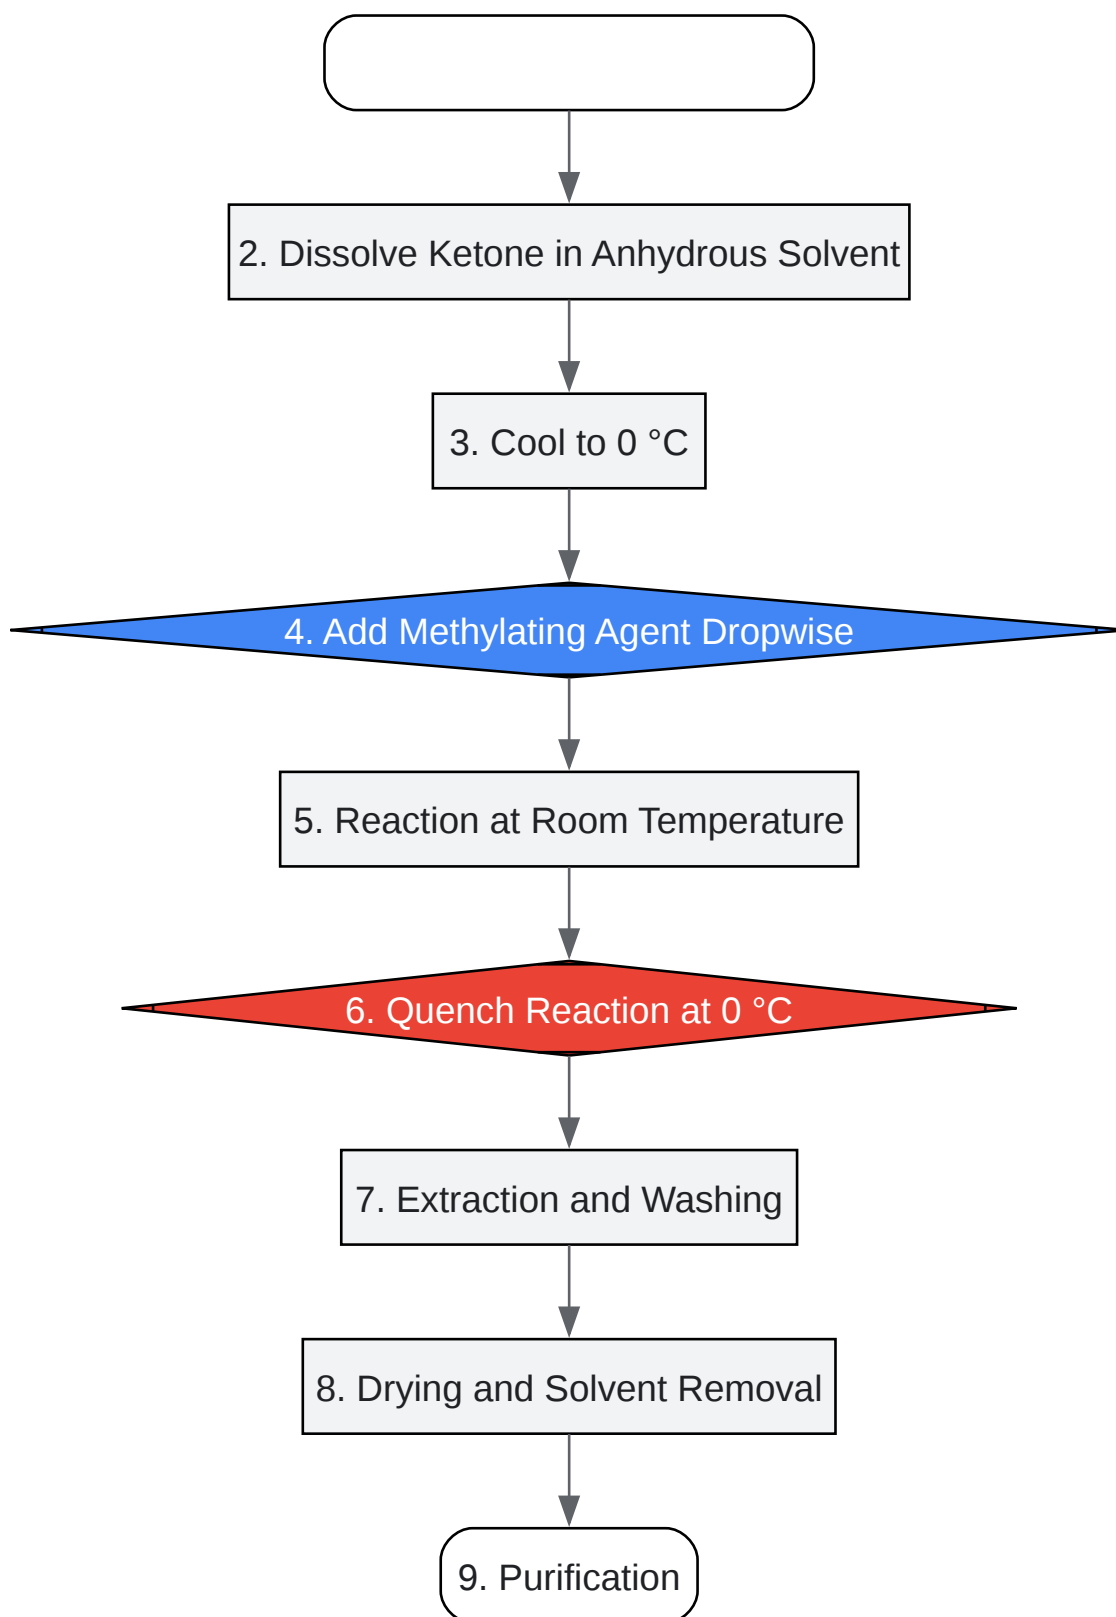 2. Dissolve Ketone in Anhydrous Solvent
3. Cool to 0 °C
4. Add Methylating Agent Dropwise
5. Reaction at Room Temperature
6. Quench Reaction at 0 °C
7. Extraction and Washing
8. Drying and Solvent Removal
9. Purification